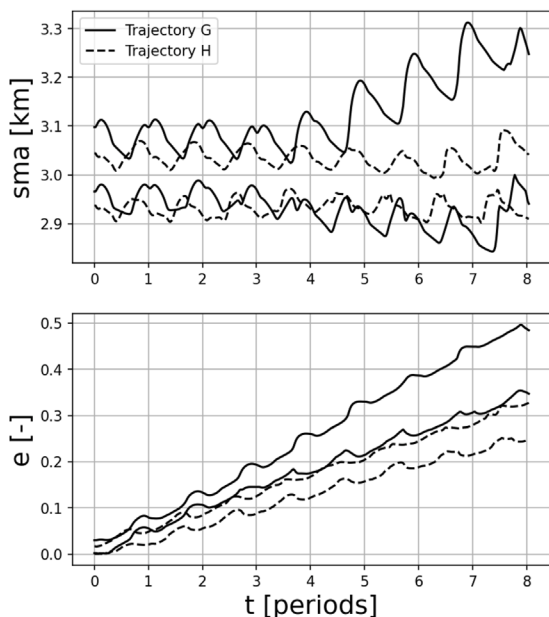 Trajectory G
Trajectory H
sma [km]
3.3
3.2
3.1
3.0
2.9
0 1 2 3 4 5 6 7 8
e [-]
0.5
0.4
0.3
0.2
0.1
0.0
0 1 2 3 4 5 6 7 8
t [periods]